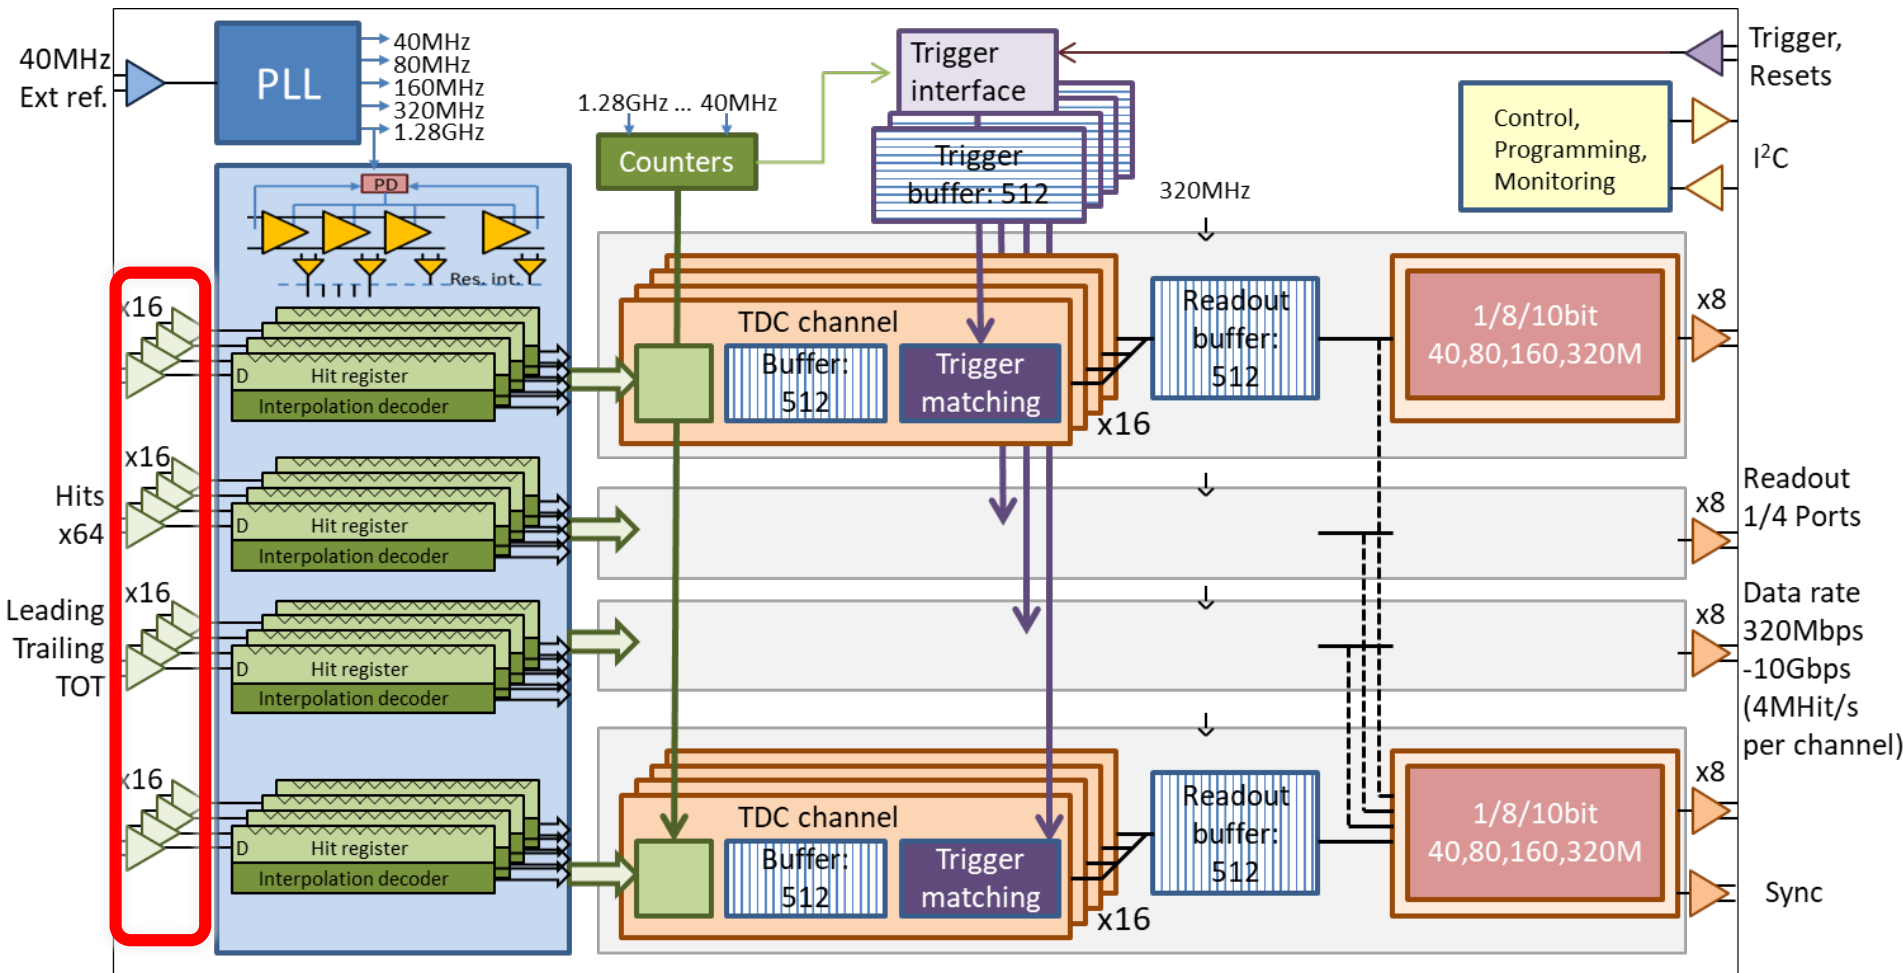 40MHz
Ext ref.
PLL
40MHz
80MHz
160MHz
320MHz
1.28GHz
1.28GHz ... 40MHz
Counters
Trigger
interface
Trigger
buffer: 512
Trigger,
Resets
Control,
Programming,
Monitoring
I²C
320MHz
PD
Res. int.
x16
D
Hit register
Interpolation decoder
TDC channel
Buffer:
512
Trigger
matching
x16
Readout
buffer:
512
1/8/10bit
40,80,160,320M
x8
Hits
x64
x16
D
Hit register
Interpolation decoder
x8
Readout
1/4 Ports
Leading
Trailing
TOT
x16
D
Hit register
Interpolation decoder
x8
Data rate
320Mbps
-10Gbps
(4MHit/s
per channel)
x16
D
Hit register
Interpolation decoder
TDC channel
Buffer:
512
Trigger
matching
x16
Readout
buffer:
512
1/8/10bit
40,80,160,320M
x8
Sync